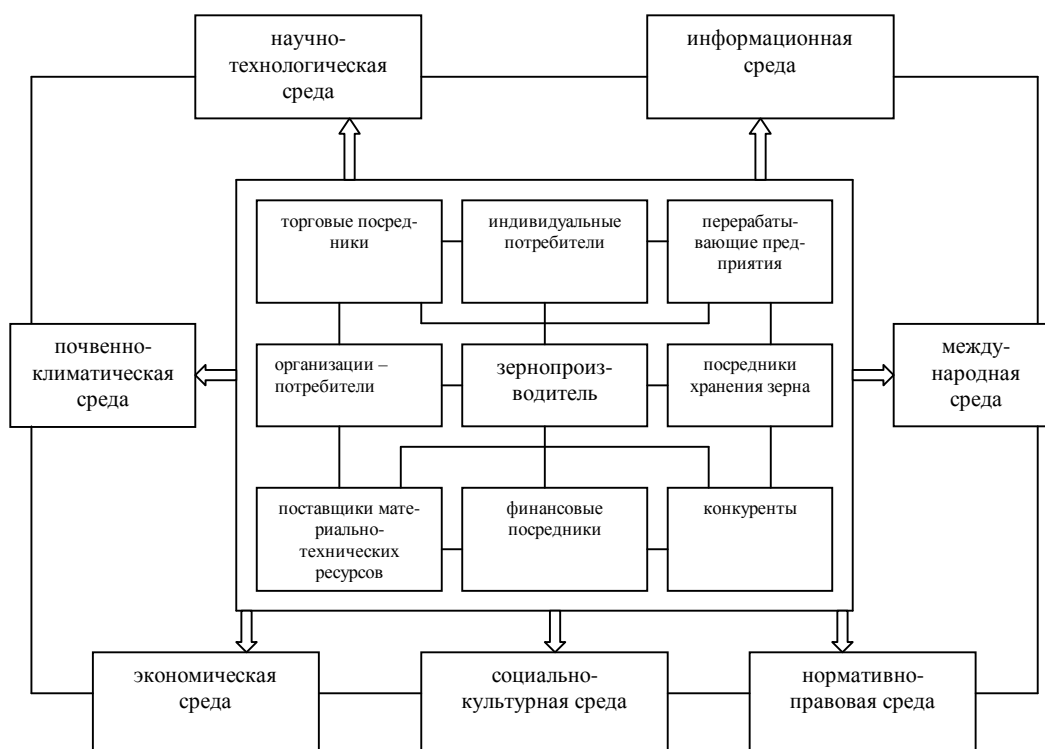 научно-
технологическая
среда
информационная
среда
торговые посред-
ники
индивидуальные
потребители
перерабаты-
вающие пред-
приятия
почвенно-
климатическая
среда
организации –
потребители
зернопроиз-
водитель
посредники
хранения зерна
между-
народная
среда
поставщики мате-
риально-
технических
ресурсов
финансовые
посредники
конкуренты
экономическая
среда
социально-
культурная среда
нормативно-
правовая среда